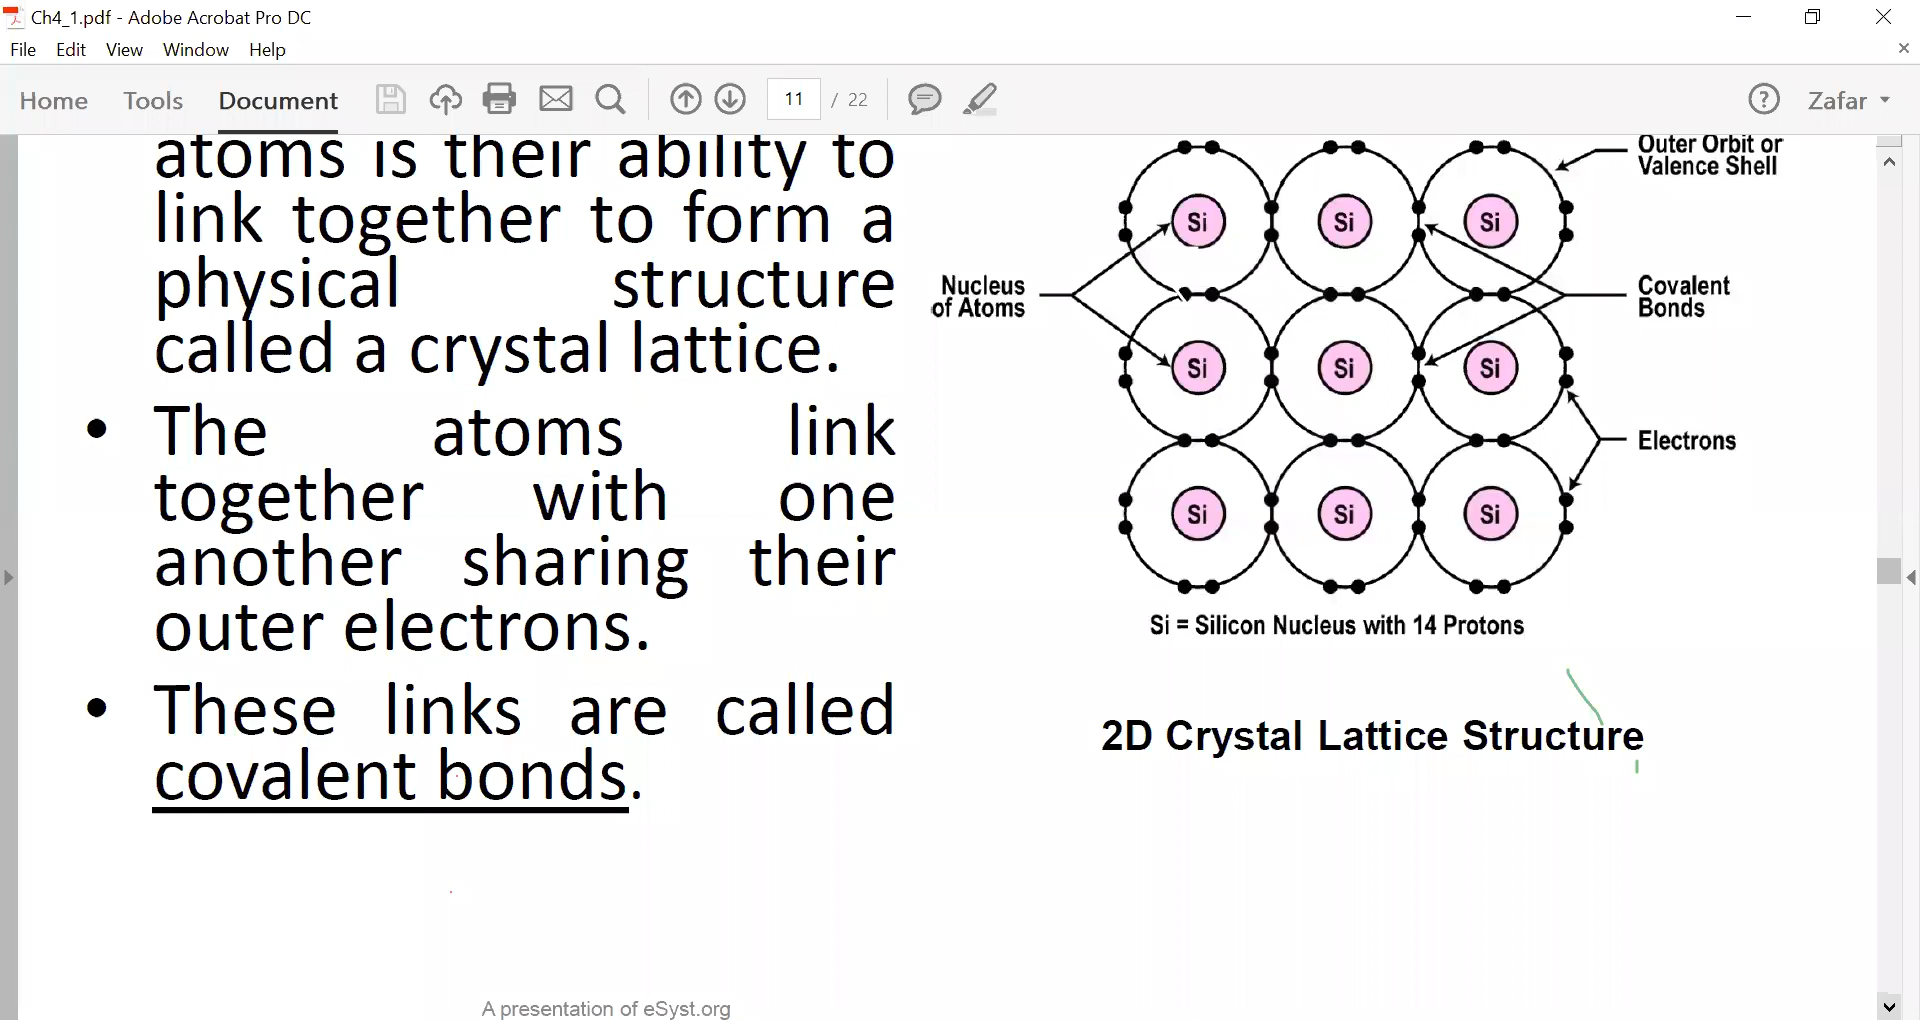 Ch4_1.pdf - Adobe Acrobat Pro DC
File Edit View Window Help
Home Tools Document 11 / 22 Zafar
atoms is their ability to
link together to form a
physical structure
called a crystal lattice.
• The atoms link
together with one
another sharing their
outer electrons.
• These links are called
covalent bonds.
Outer Orbit or
Valence Shell
Si Si Si
Nucleus
of Atoms
Covalent
Bonds
Si Si Si
Electrons
Si Si Si
Si = Silicon Nucleus with 14 Protons
2D Crystal Lattice Structure
A presentation of eSyst.org